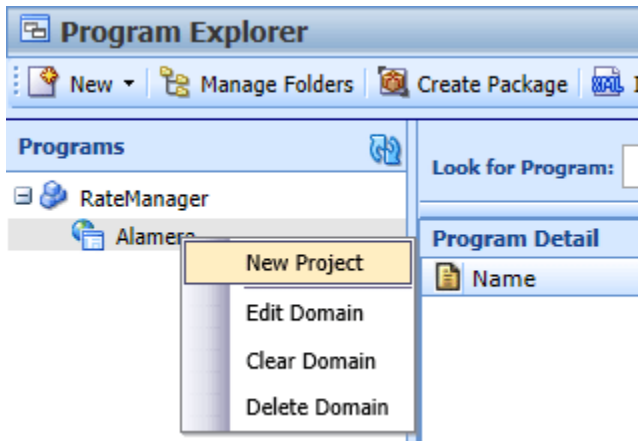 Program Explorer
New Manage Folders Create Package
Programs
Look for Program:
RateManager
Program Detail
Name
New Project
Edit Domain
Clear Domain
Delete Domain